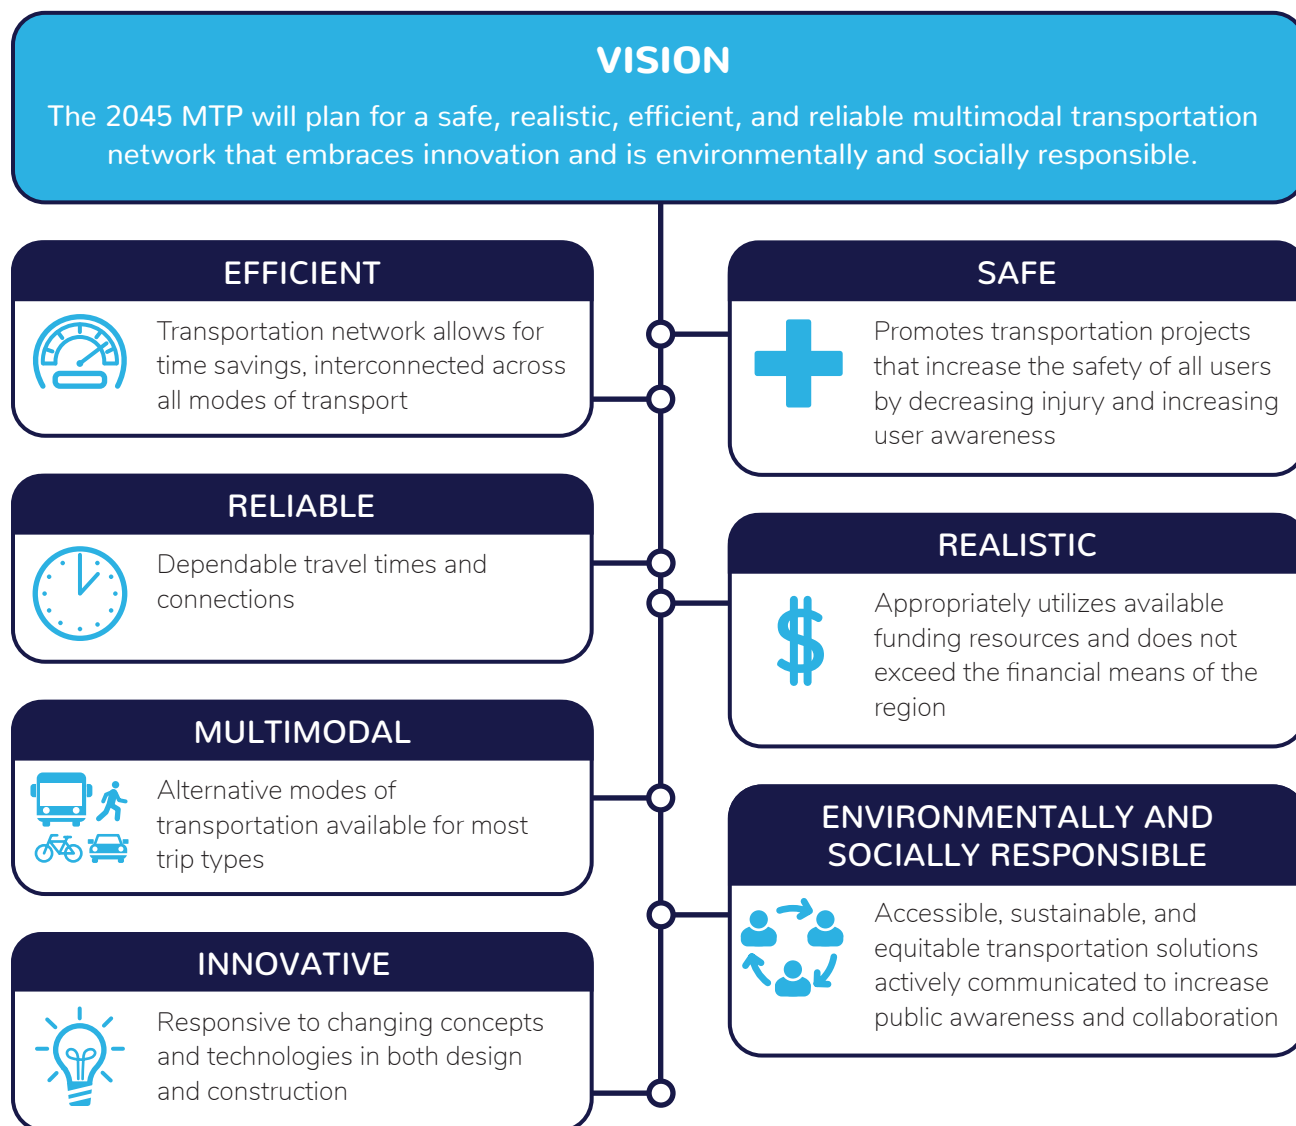 VISION
The 2045 MTP will plan for a safe, realistic, efficient, and reliable multimodal transportation
network that embraces innovation and is environmentally and socially responsible.
EFFICIENT
Transportation network allows for
time savings, interconnected across
all modes of transport
RELIABLE
Dependable travel times and
connections
MULTIMODAL
Alternative modes of
transportation available for most
trip types
INNOVATIVE
Responsive to changing concepts
and technologies in both design
and construction
SAFE
Promotes transportation projects
that increase the safety of all users
by decreasing injury and increasing
user awareness
REALISTIC
$
Appropriately utilizes available
funding resources and does not
exceed the financial means of the
region
ENVIRONMENTALLY AND
SOCIALLY RESPONSIBLE
Accessible, sustainable, and
equitable transportation solutions
actively communicated to increase
public awareness and collaboration